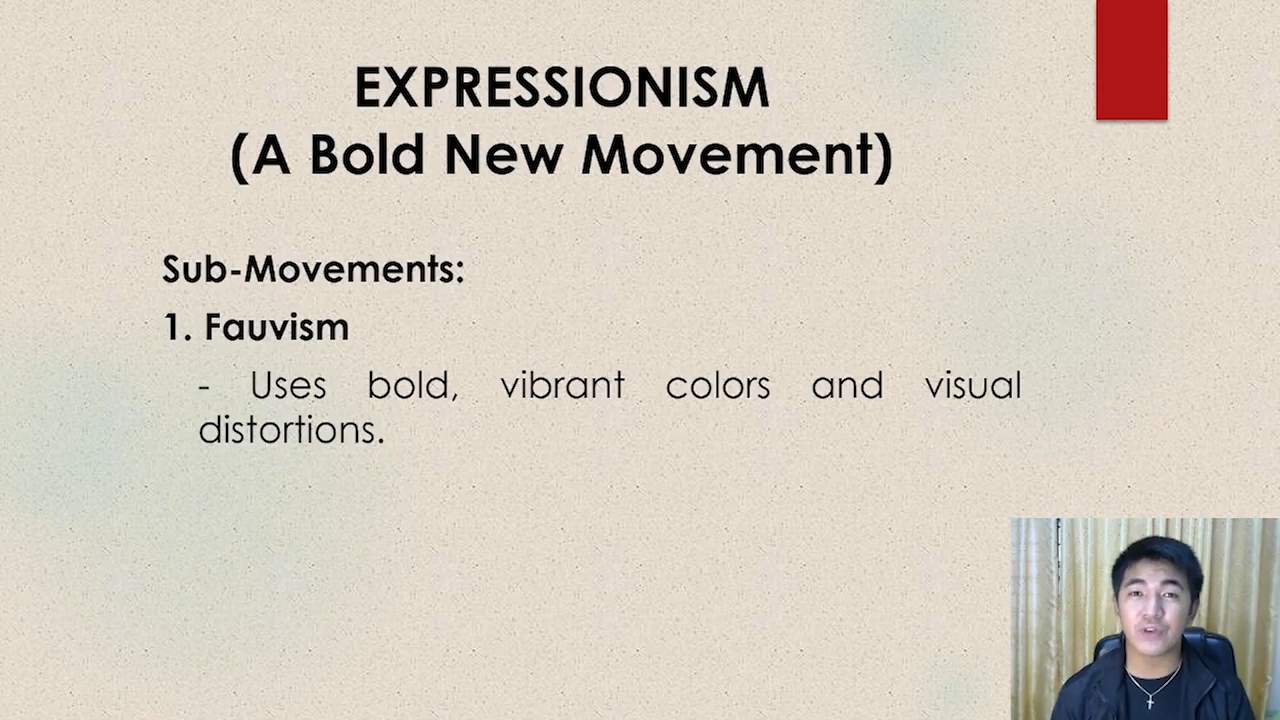 EXPRESSIONISM
(A Bold New Movement)
Sub-Movements:
1. Fauvism
- Uses bold, vibrant colors and visual
distortions.